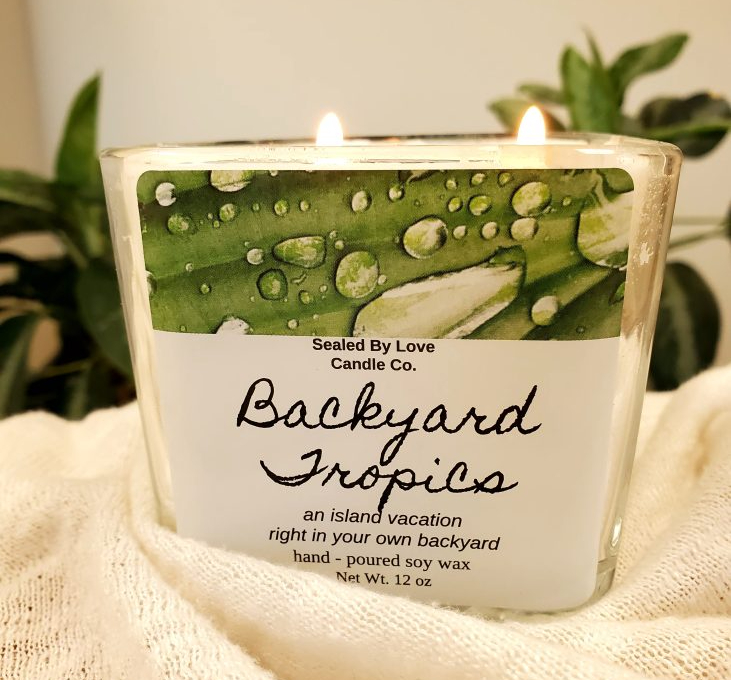 Sealed By Love
Candle Co.
Backyard
Tropics
an island vacation
right in your own backyard
hand - poured soy wax
Net Wt. 12 oz